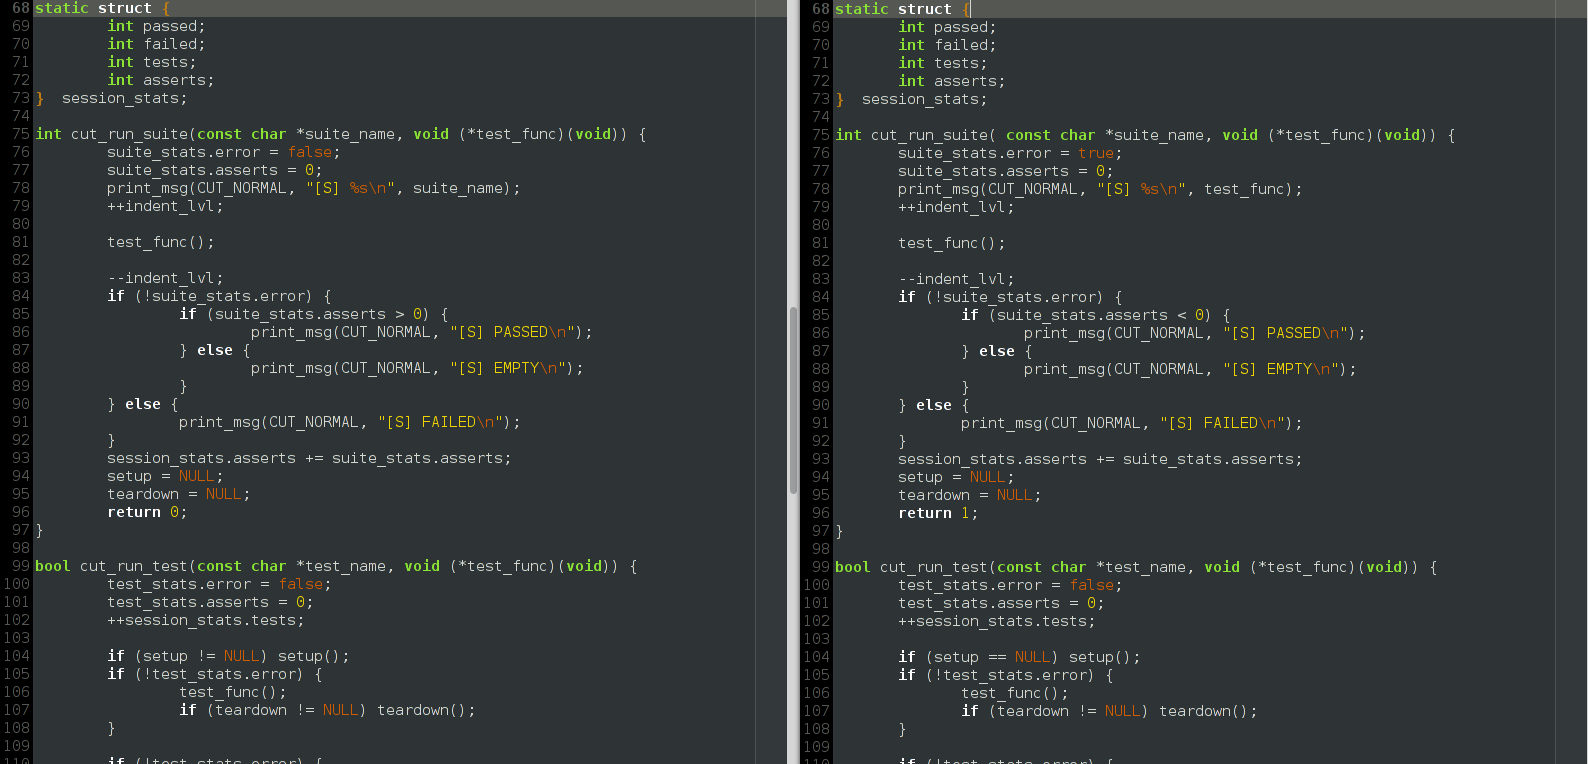 68 static struct {
69 int passed;
70 int failed;
71 int tests;
72 int asserts;
73 } session_stats;
74
75 int cut_run_suite(const char *suite_name, void (*test_func)(void)) {
76 suite_stats.error = false;
77 suite_stats.asserts = 0;
78 print_msg(CUT_NORMAL, "[S] %s\n", suite_name);
79 ++indent_lvl;
80
81 test_func();
82
83 --indent_lvl;
84 if (!suite_stats.error) {
85 if (suite_stats.asserts > 0) {
86 print_msg(CUT_NORMAL, "[S] PASSED\n");
87 } else {
88 print_msg(CUT_NORMAL, "[S] EMPTY\n");
89 }
90 } else {
91 print_msg(CUT_NORMAL, "[S] FAILED\n");
92 }
93 session_stats.asserts += suite_stats.asserts;
94 setup = NULL;
95 teardown = NULL;
96 return 0;
97 }
98
99 bool cut_run_test(const char *test_name, void (*test_func)(void)) {
100 test_stats.error = false;
101 test_stats.asserts = 0;
102 ++session_stats.tests;
103
104 if (setup != NULL) setup();
105 if (!test_stats.error) {
106 test_func();
107 if (teardown != NULL) teardown();
108 }
109
110 if (!test_stats.error) {
68 static struct {
69 int passed;
70 int failed;
71 int tests;
72 int asserts;
73 } session_stats;
74
75 int cut_run_suite( const char *suite_name, void (*test_func)(void)) {
76 suite_stats.error = true;
77 suite_stats.asserts = 0;
78 print_msg(CUT_NORMAL, "[S] %s\n", test_func);
79 ++indent_lvl;
80
81 test_func();
82
83 --indent_lvl;
84 if (!suite_stats.error) {
85 if (suite_stats.asserts < 0) {
86 print_msg(CUT_NORMAL, "[S] PASSED\n");
87 } else {
88 print_msg(CUT_NORMAL, "[S] EMPTY\n");
89 }
90 } else {
91 print_msg(CUT_NORMAL, "[S] FAILED\n");
92 }
93 session_stats.asserts += suite_stats.asserts;
94 setup = NULL;
95 teardown = NULL;
96 return 1;
97 }
98
99 bool cut_run_test(const char *test_name, void (*test_func)(void)) {
100 test_stats.error = false;
101 test_stats.asserts = 0;
102 ++session_stats.tests;
103
104 if (setup == NULL) setup();
105 if (!test_stats.error) {
106 test_func();
107 if (teardown != NULL) teardown();
108 }
109
110 if (!test_stats.error) {